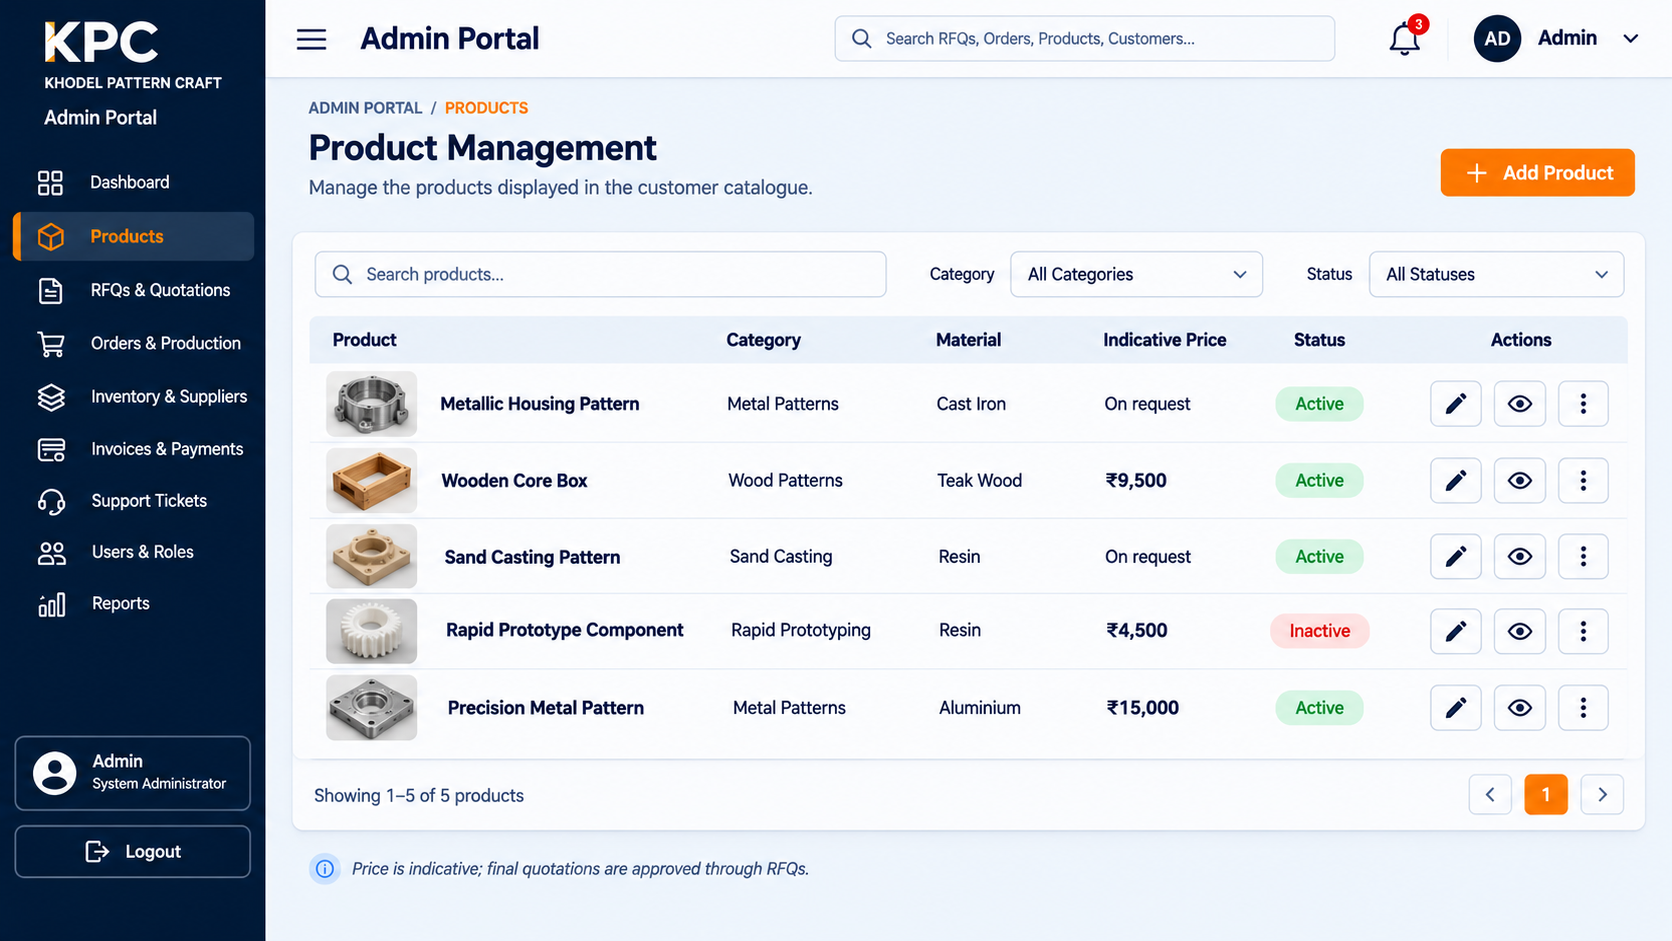 KPC
KHODEL PATTERN CRAFT
Admin Portal
Dashboard
Products
RFQs & Quotations
Orders & Production
Inventory & Suppliers
Invoices & Payments
Support Tickets
Users & Roles
Reports
Admin
System Administrator
Logout
Admin Portal
Search RFQs, Orders, Products, Customers...
3
AD
Admin
ADMIN PORTAL / PRODUCTS
Product Management
Manage the products displayed in the customer catalogue.
+ Add Product
Search products...
Category
All Categories
Status
All Statuses
Product Category Material Indicative Price Status Actions
Metallic Housing Pattern Metal Patterns Cast Iron On request Active
Wooden Core Box Wood Patterns Teak Wood ₹9,500 Active
Sand Casting Pattern Sand Casting Resin On request Active
Rapid Prototype Component Rapid Prototyping Resin ₹4,500 Inactive
Precision Metal Pattern Metal Patterns Aluminium ₹15,000 Active
Showing 1–5 of 5 products
1
Price is indicative; final quotations are approved through RFQs.